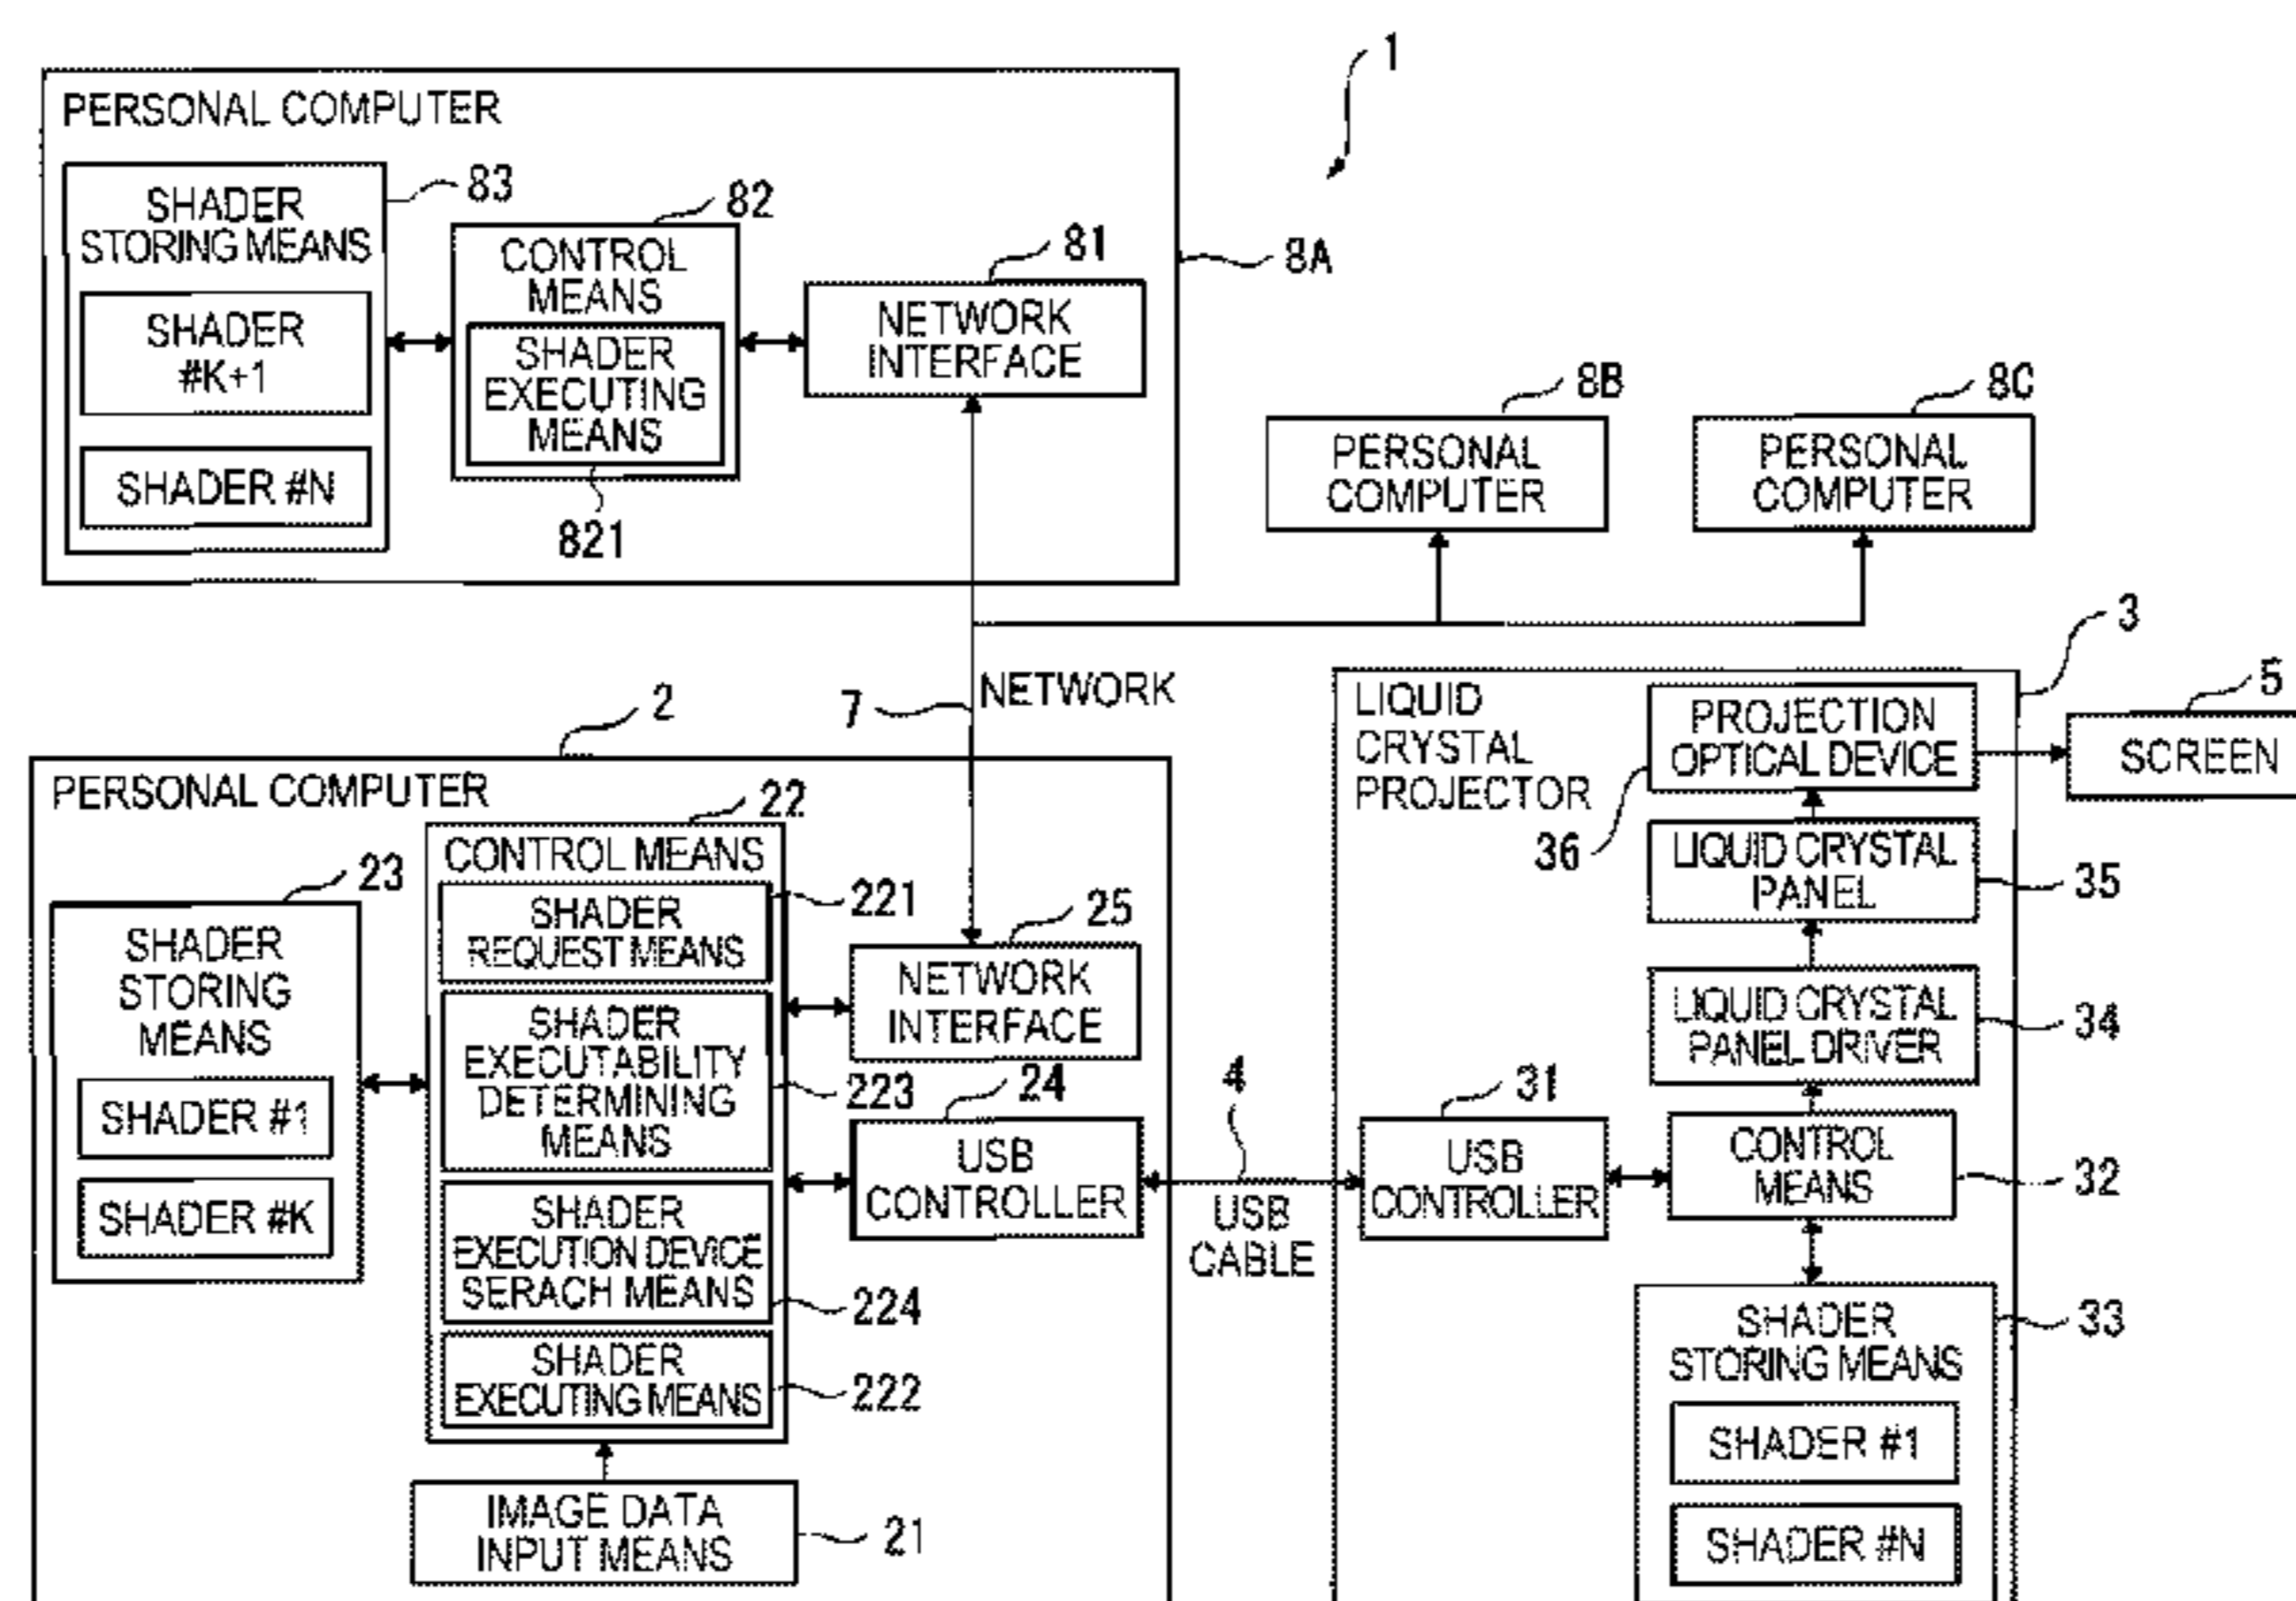 1
PERSONAL COMPUTER
83
SHADER
STORING MEANS
SHADER
#K+1
SHADER #N
82
CONTROL
MEANS
SHADER
EXECUTING
MEANS
821
81
NETWORK
INTERFACE
8A
8B
PERSONAL
COMPUTER
8C
PERSONAL
COMPUTER
7
NETWORK
2
PERSONAL COMPUTER
23
SHADER
STORING
MEANS
SHADER #1
SHADER #K
22
CONTROL MEANS
221
SHADER
REQUEST MEANS
SHADER
EXECUTABILITY
DETERMINING
MEANS
223
SHADER
EXECUTION DEVICE
SERACH MEANS
224
SHADER
EXECUTING MEANS
222
IMAGE DATA
INPUT MEANS
21
25
NETWORK
INTERFACE
24
USB
CONTROLLER
4
USB
CABLE
3
LIQUID
CRYSTAL
PROJECTOR
PROJECTION
OPTICAL DEVICE
36
5
SCREEN
LIQUID CRYSTAL
PANEL
35
LIQUID CRYSTAL
PANEL DRIVER
34
31
USB
CONTROLLER
CONTROL
MEANS
32
SHADER
STORING MEANS
33
SHADER #1
SHADER #N